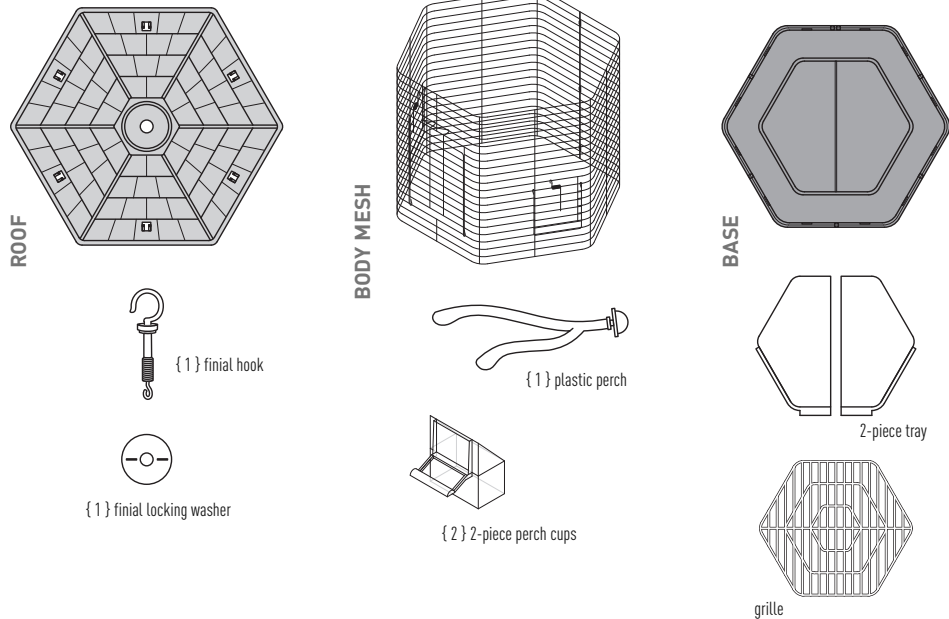 ROOF
{ 1 } finial hook
{ 1 } finial locking washer
BODY MESH
{ 1 } plastic perch
{ 2 } 2-piece perch cups
BASE
2-piece tray
grille